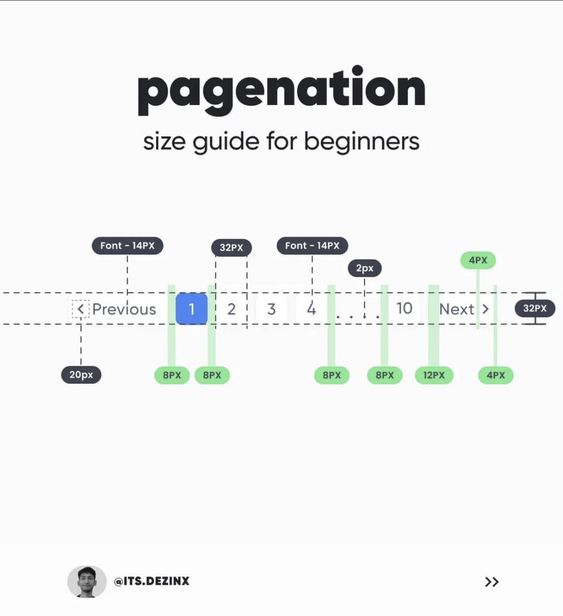 pagenation
size guide for beginners
Font - 14PX
32PX
Font - 14PX
2px
4PX
Previous 1 2 3 4 .... 10 Next
32PX
20px
8PX
8PX
8PX
8PX
12PX
4PX
@ITS.DEZINX